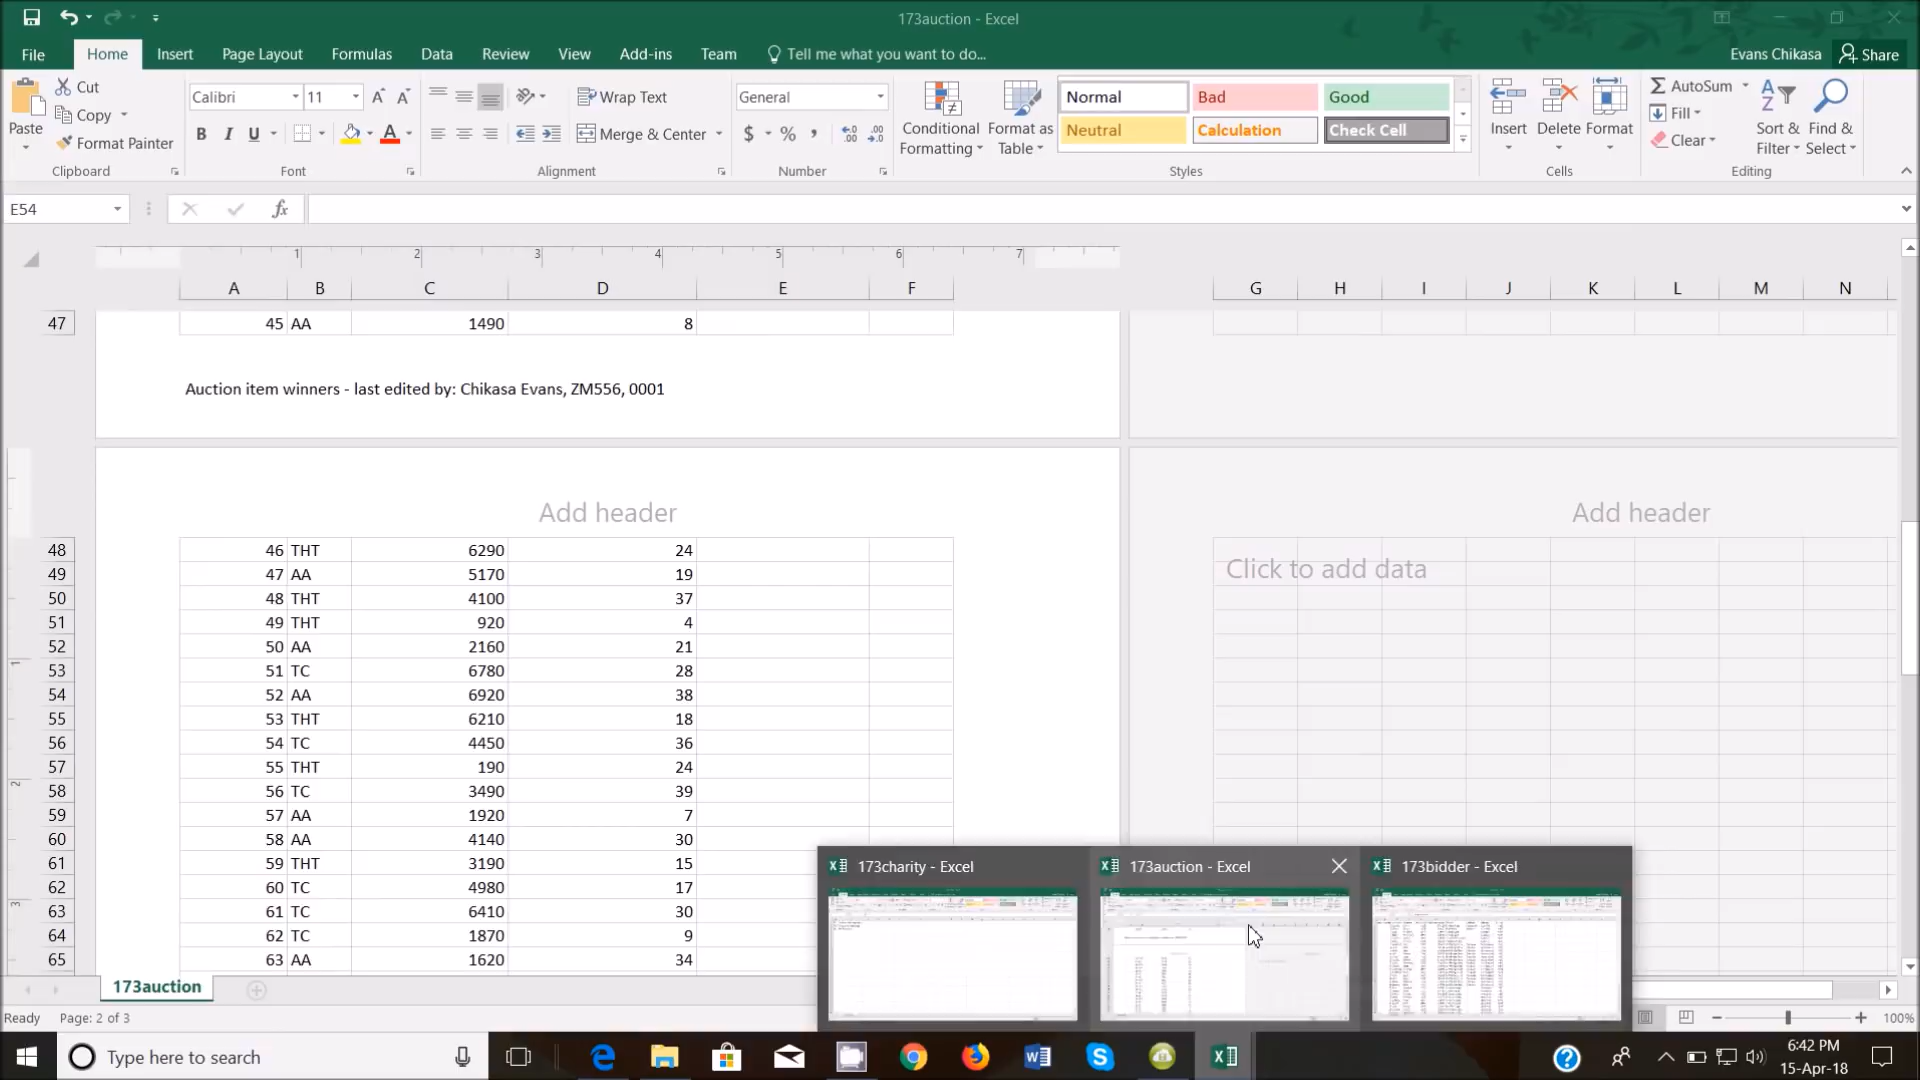 173auction - Excel
File Home Insert Page Layout Formulas Data Review View Add-ins Team Tell me what you want to do... Evans Chikasa Share
Paste Cut Copy Format Painter Clipboard
Calibri 11 B I U A Font
Wrap Text Merge & Center Alignment
General $ % , Number
Conditional Formatting Format as Table
Normal Bad Good
Neutral Calculation Check Cell
Styles
Insert Delete Format Cells
AutoSum Fill Clear Sort & Filter Find & Select Editing
E54 fx
1 2 3 4 5 6 7
A B C D E F G H I J K L M N
47 45 AA 1490 8
Auction item winners - last edited by: Chikasa Evans, ZM556, 0001
Add header Add header
48 46 THT 6290 24
Click to add data
49 47 AA 5170 19
50 48 THT 4100 37
51 49 THT 920 4
52 50 AA 2160 21
53 51 TC 6780 28
54 52 AA 6920 38
55 53 THT 6210 18
56 54 TC 4450 36
57 55 THT 190 24
58 56 TC 3490 39
59 57 AA 1920 7
60 58 AA 4140 30
61 59 THT 3190 15
62 60 TC 4980 17
63 61 TC 6410 30
64 62 TC 1870 9
65 63 AA 1620 34
173charity - Excel 173auction - Excel 173bidder - Excel
173auction
Ready Page: 2 of 3 100%
Type here to search
6:42 PM
15-Apr-18